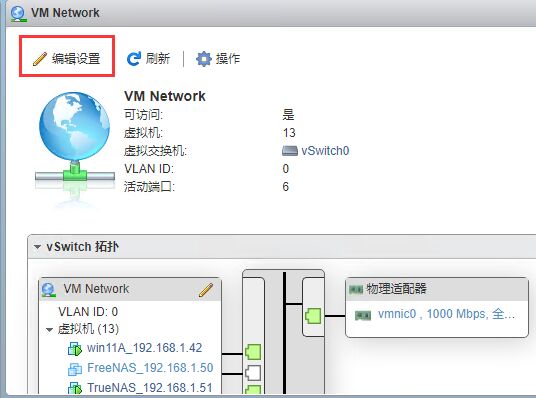 VM Network
编辑设置 刷新 操作
VM Network
可访问: 是
虚拟机: 13
虚拟交换机: vSwitch0
VLAN ID: 0
活动端口: 6
vSwitch 拓扑
VM Network
VLAN ID: 0
虚拟机 (13)
win11A_192.168.1.42
FreeNAS_192.168.1.50
TrueNAS_192.168.1.51
物理适配器
vmnic0 , 1000 Mbps, 全...